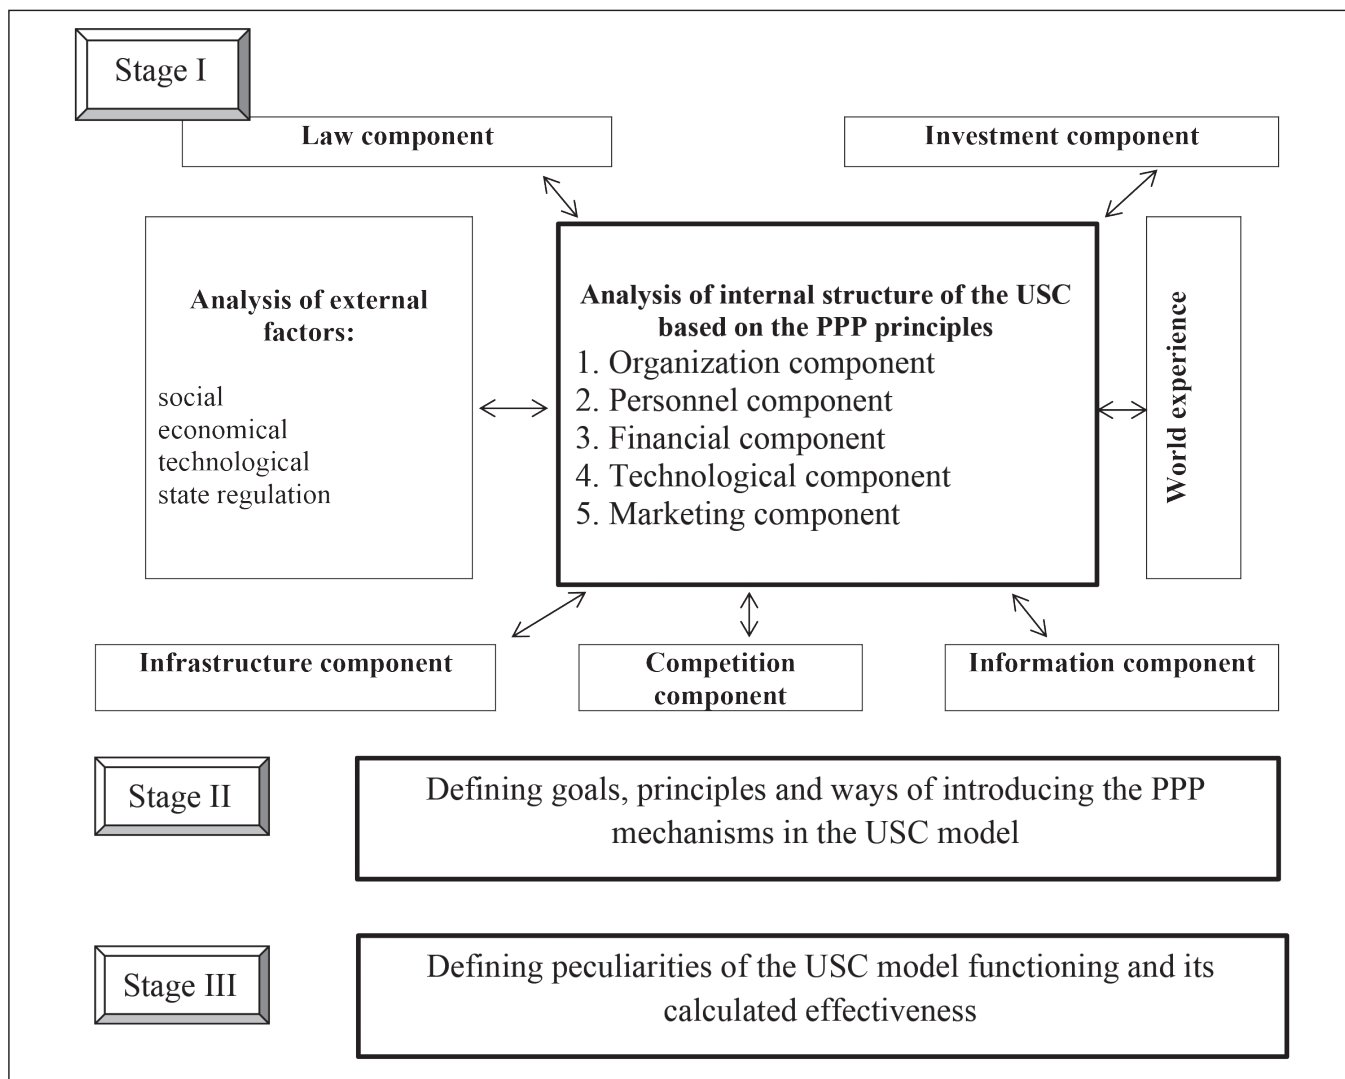 Stage I
Law component
Investment component
Analysis of external
factors:
social
economical
technological
state regulation
Analysis of internal structure of the USC
based on the PPP principles
1. Organization component
2. Personnel component
3. Financial component
4. Technological component
5. Marketing component
World experience
Infrastructure component
Competition
component
Information component
Stage II
Defining goals, principles and ways of introducing the PPP
mechanisms in the USC model
Stage III
Defining peculiarities of the USC model functioning and its
calculated effectiveness